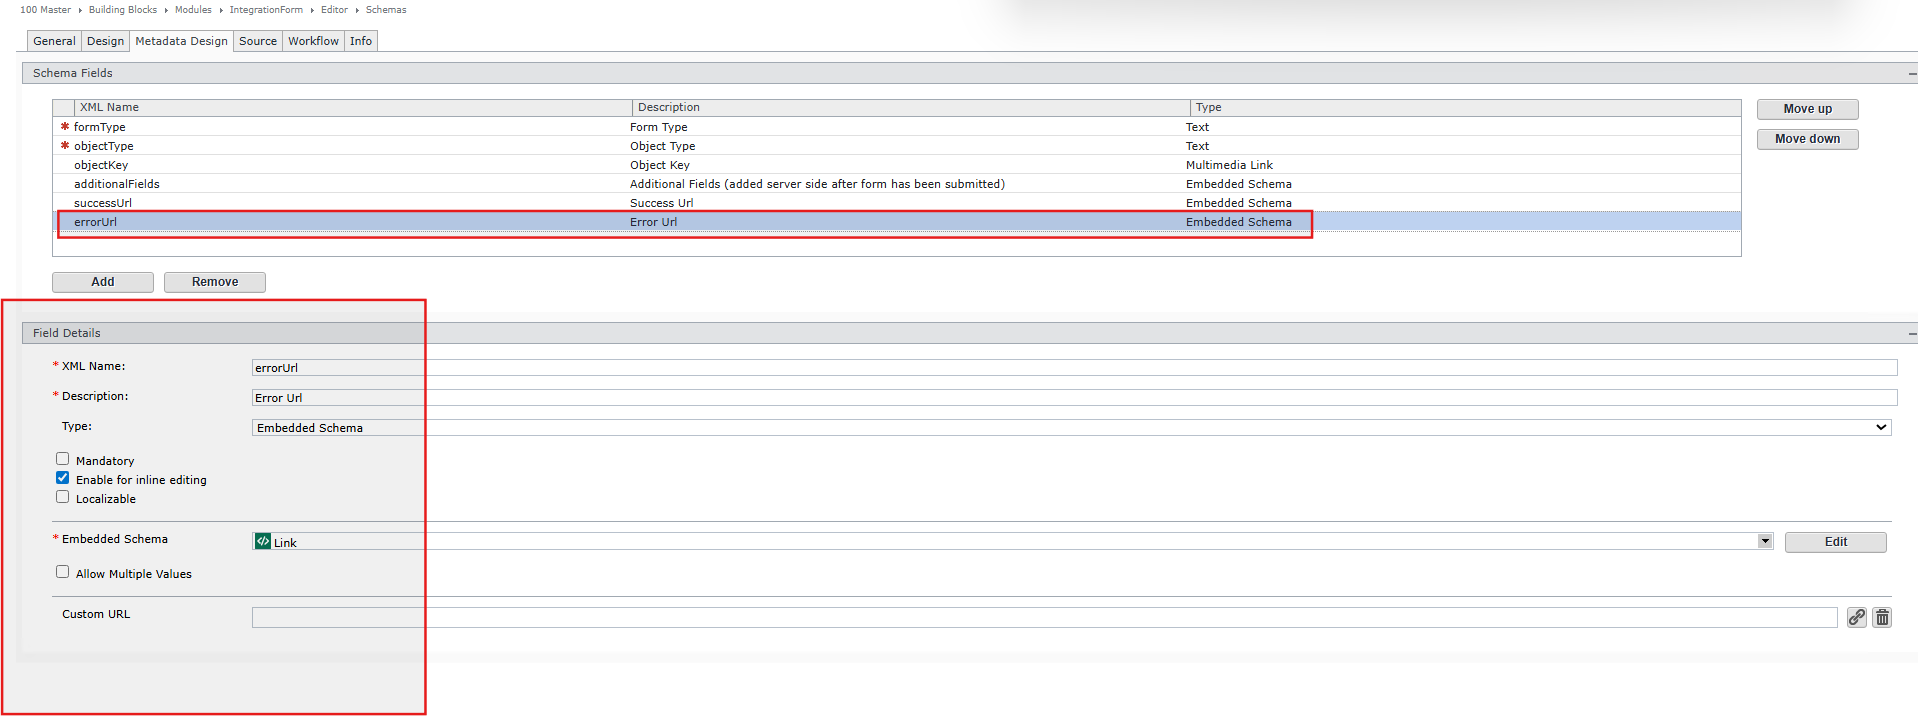 100 Master Building Blocks Modules IntegrationForm Editor Schemas
General Design Metadata Design Source Workflow Info
Schema Fields
XML Name Description Type
* formType Form Type Text
* objectType Object Type Text
objectKey Object Key Multimedia Link
additionalFields Additional Fields (added server side after form has been submitted) Embedded Schema
successUrl Success Url Embedded Schema
errorUrl Error Url Embedded Schema
Move up
Move down
Add Remove
Field Details
* XML Name: errorUrl
* Description: Error Url
Type: Embedded Schema
Mandatory
Enable for inline editing
Localizable
* Embedded Schema Link Edit
Allow Multiple Values
Custom URL